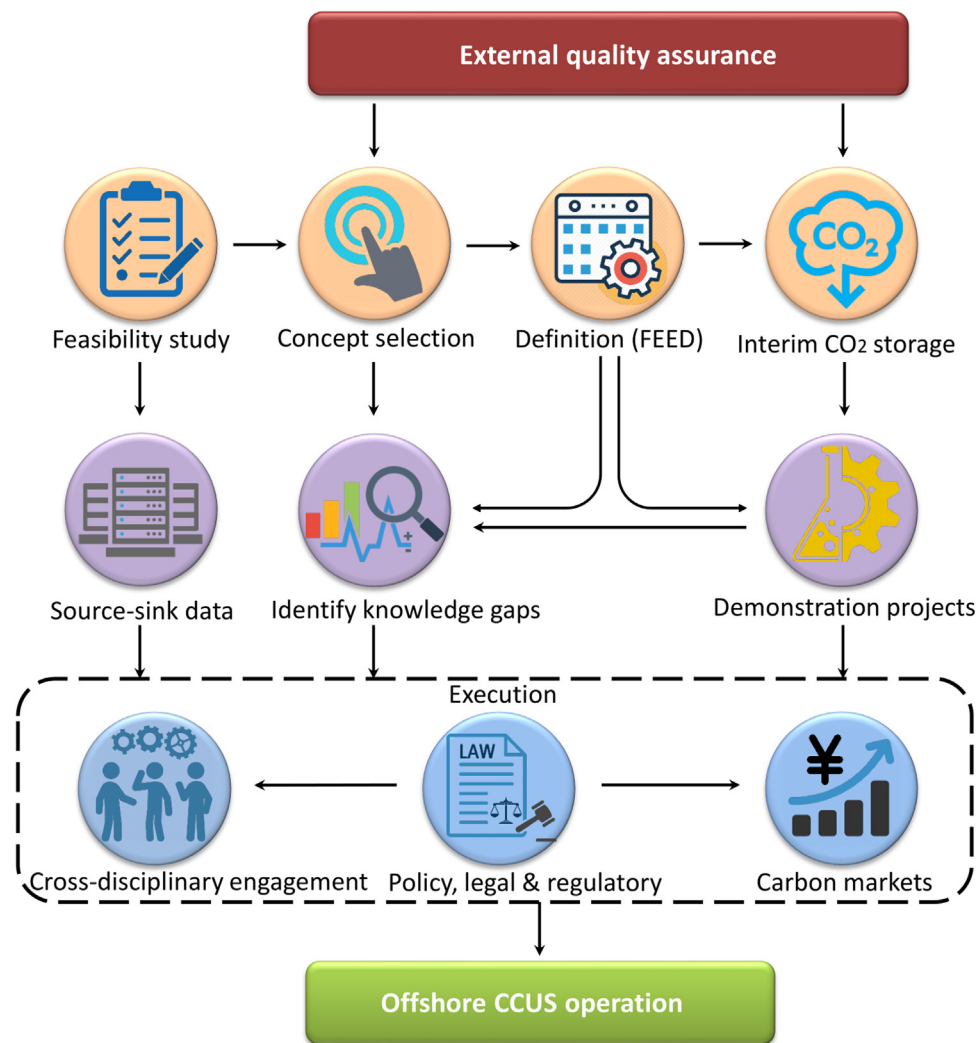 External quality assurance
CO2
Feasibility study
Concept selection
Definition (FEED)
Interim CO2 storage
+
=
Source-sink data
Identify knowledge gaps
Demonstration projects
Execution
LAW
¥
Cross-disciplinary engagement
Policy, legal & regulatory
Carbon markets
Offshore CCUS operation